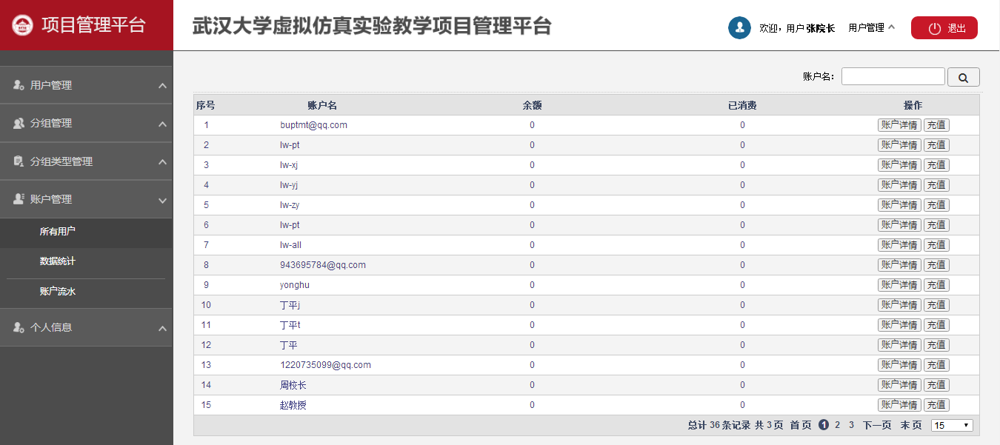 项目管理平台
武汉大学虚拟仿真实验教学项目管理平台
欢迎，用户 张院长 用户管理 退出
用户管理
分组管理
分组类型管理
账户管理
所有用户
数据统计
账户流水
个人信息
账户名：
序号 账户名 余额 已消费 操作
1 buptmt@qq.com 0 0 账户详情 充值
2 lw-pt 0 0 账户详情 充值
3 lw-xj 0 0 账户详情 充值
4 lw-yj 0 0 账户详情 充值
5 lw-zy 0 0 账户详情 充值
6 lw-pt 0 0 账户详情 充值
7 lw-all 0 0 账户详情 充值
8 943695784@qq.com 0 0 账户详情 充值
9 yonghu 0 0 账户详情 充值
10 丁平j 0 0 账户详情 充值
11 丁平t 0 0 账户详情 充值
12 丁平 0 0 账户详情 充值
13 1220735099@qq.com 0 0 账户详情 充值
14 周校长 0 0 账户详情 充值
15 赵教授 0 0 账户详情 充值
总计 36 条记录 共 3 页 首 页 1 2 3 下一页 末 页 15